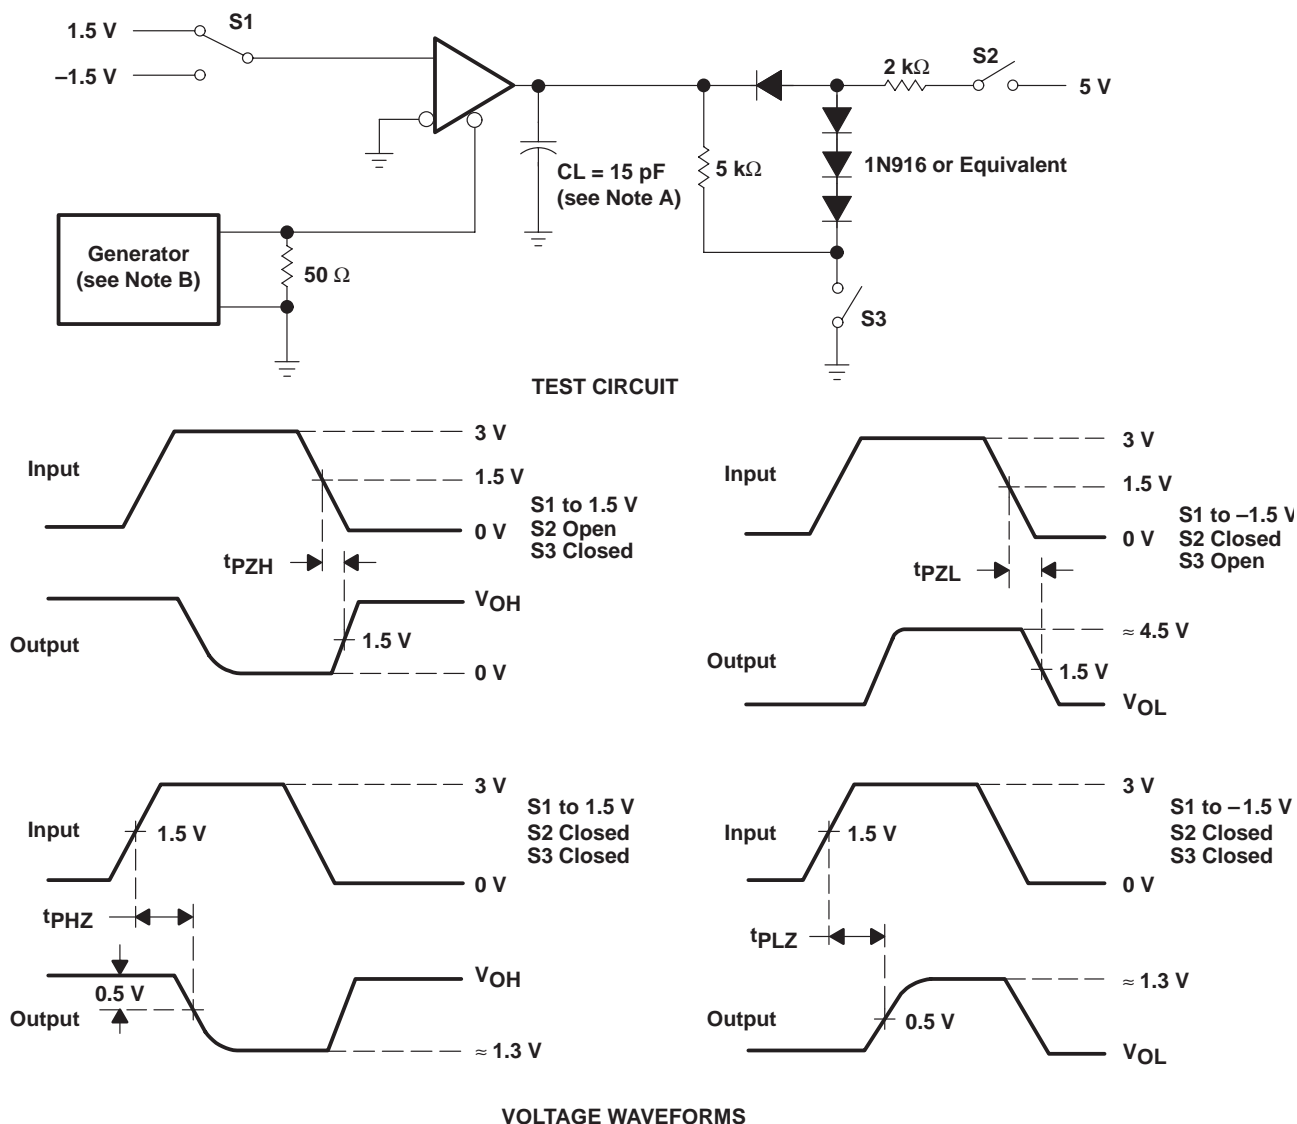 1.5 V
S1
–1.5 V
2 kΩ
S2
5 V
CL = 15 pF
(see Note A)
5 kΩ
1N916 or Equivalent
Generator
(see Note B)
50 Ω
S3
TEST CIRCUIT
Input
3 V
1.5 V
0 V
S1 to 1.5 V
S2 Open
S3 Closed
tPZH
Output
VOH
1.5 V
0 V
Input
3 V
1.5 V
0 V
S1 to –1.5 V
S2 Closed
S3 Open
tPZL
Output
≈ 4.5 V
1.5 V
VOL
Input
1.5 V
3 V
0 V
S1 to 1.5 V
S2 Closed
S3 Closed
tPHZ
0.5 V
Output
VOH
≈ 1.3 V
Input
1.5 V
3 V
0 V
S1 to –1.5 V
S2 Closed
S3 Closed
tPLZ
Output
0.5 V
≈ 1.3 V
VOL
VOLTAGE WAVEFORMS